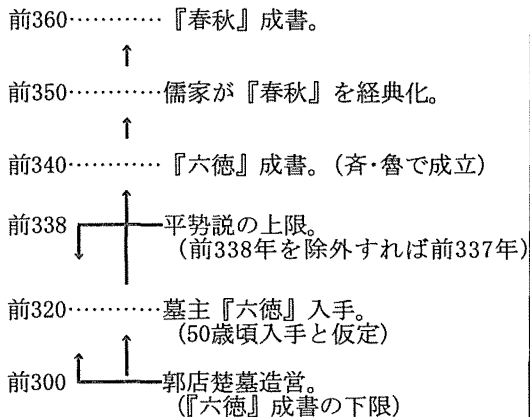 前360…………『春秋』成書。
前350…………儒家が『春秋』を経典化。
前340…………『六徳』成書。(斉・魯で成立)
前338 平勢説の上限。
(前338年を除外すれば前337年)
前320…………墓主『六徳』入手。
(50歳頃入手と仮定)
前300 郭店楚墓造営。
(『六徳』成書の下限)